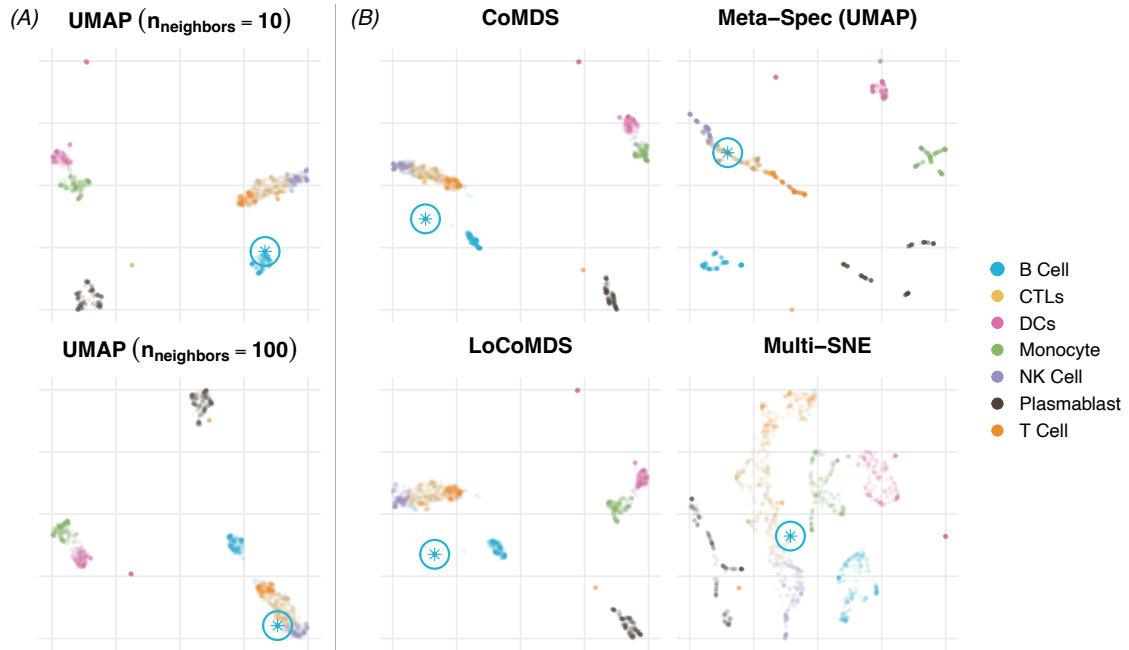 (A)
UMAP (nneighbors = 10)
(B)
CoMDS
Meta−Spec (UMAP)
UMAP (nneighbors = 100)
LoCoMDS
Multi−SNE
B Cell
CTLs
DCs
Monocyte
NK Cell
Plasmablast
T Cell